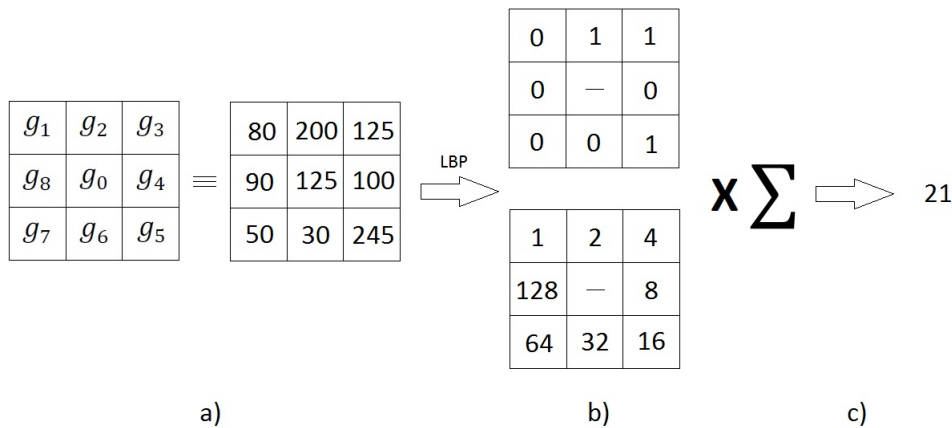 0 1 1
0 − 0
0 0 1
g₁ g₂ g₃
g₈ g₀ g₄
g₇ g₆ g₅
≡
80 200 125
90 125 100
50 30 245
LBP
X ∑
21
1 2 4
128 − 8
64 32 16
a) b) c)